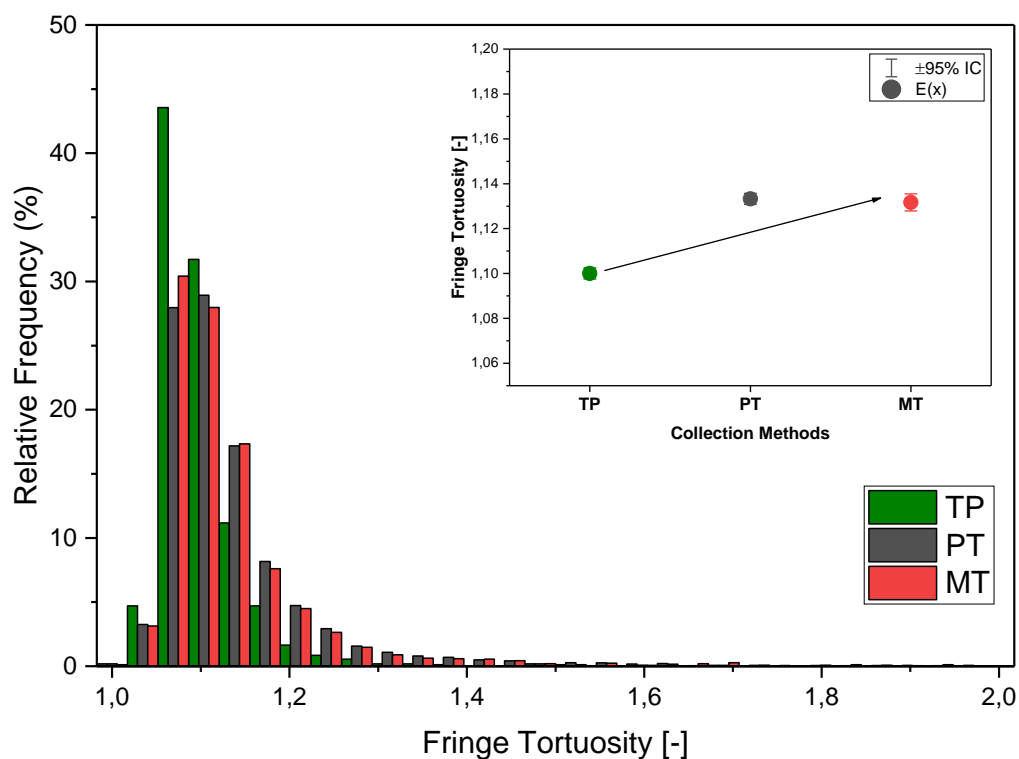 50
40
30
20
10
0
Relative Frequency (%)
1,0
1,2
1,4
1,6
1,8
2,0
Fringe Tortuosity [-]
1,20
1,18
1,16
1,14
1,12
1,10
1,08
1,06
Fringe Tortuosity [-]
TP
PT
MT
Collection Methods
±95% IC
E(x)
TP
PT
MT